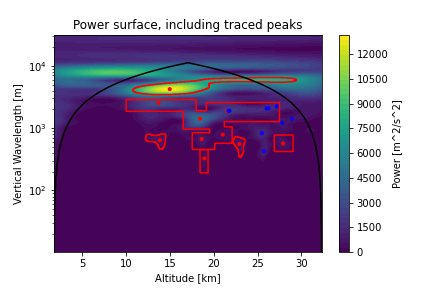 Power surface, including traced peaks
Vertical Wavelength [m]
10⁴
10³
10²
5 10 15 20 25 30
Altitude [km]
12000
10500
9000
7500
6000
4500
3000
1500
0
Power [m^2/s^2]